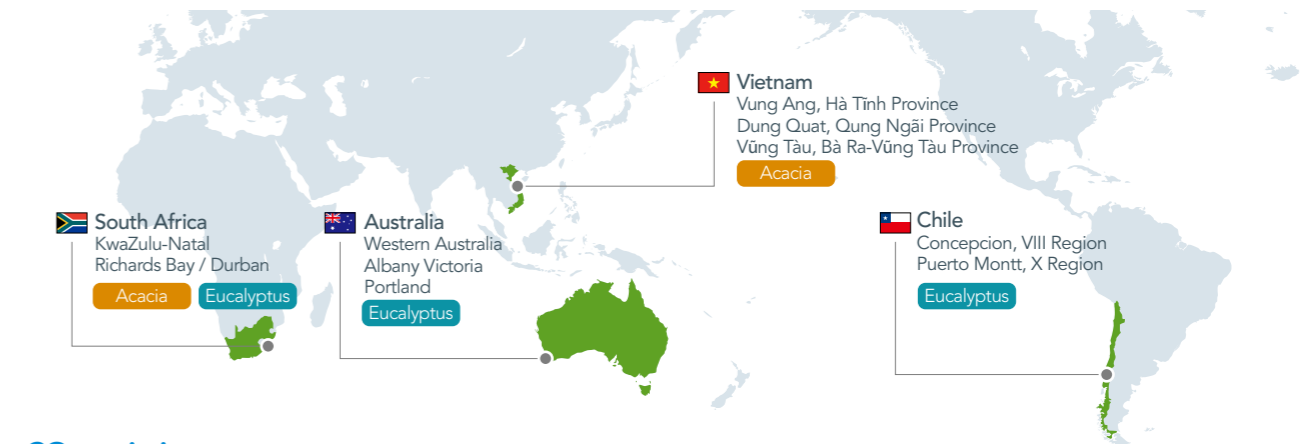 Vietnam
Vung Ang, Hà Tĩnh Province
Dung Quat, Qung Ngãi Province
Vũng Tàu, Bà Ra-Vũng Tàu Province
Acacia
South Africa
KwaZulu-Natal
Richards Bay / Durban
Acacia
Eucalyptus
Australia
Western Australia
Albany Victoria
Portland
Eucalyptus
Chile
Concepcion, VIII Region
Puerto Montt, X Region
Eucalyptus